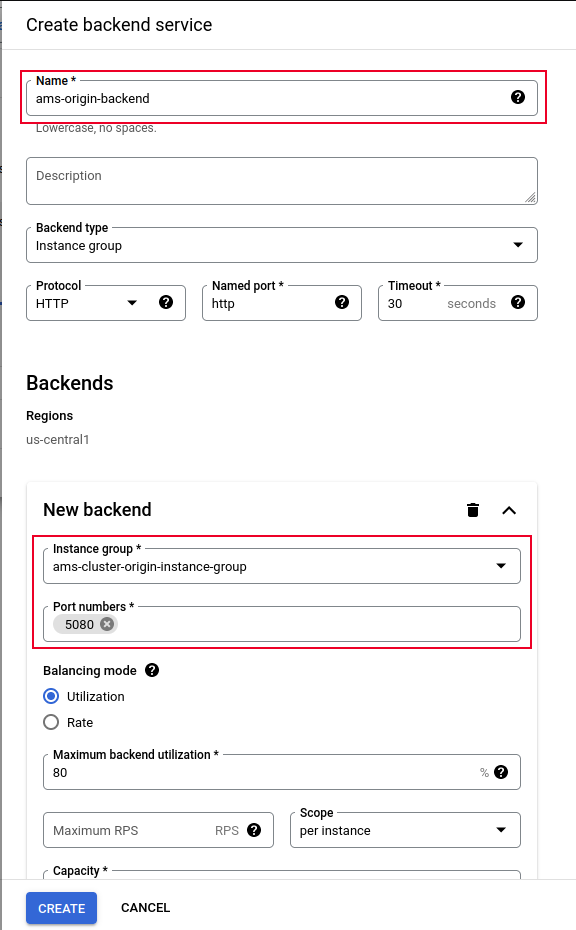 Create backend service
Name *
ams-origin-backend
Lowercase, no spaces.
Description
Backend type
Instance group
Protocol Named port * Timeout *
HTTP http 30 seconds
Backends
Regions
us-central1
New backend
Instance group *
ams-cluster-origin-instance-group
Port numbers *
5080
Balancing mode
Utilization
Rate
Maximum backend utilization *
80 %
Scope
Maximum RPS RPS per instance
Capacity *
CREATE CANCEL